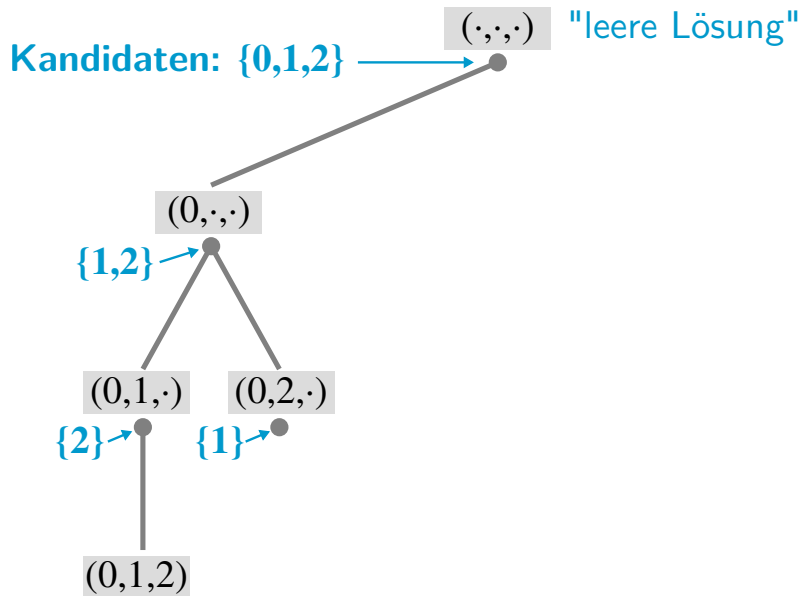 (·,·,·) "leere Lösung"
Kandidaten: {0,1,2}
(0,·,·)
{1,2}
(0,1,·) (0,2,·)
{2} {1}
(0,1,2)